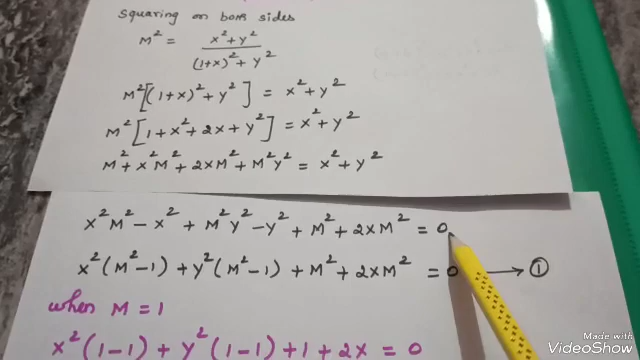 Squaring on both sides
M² = x²+y² / (1+x)²+y²
M²[(1+x)²+y²] = x²+y²
M²[1+x²+2x+y²] = x²+y²
M²+x²M²+2xM²+M²y² = x²+y²
x²M²-x²+M²y²-y²+M²+2xM² = 0
x²(M²-1)+y²(M²-1)+M²+2xM² = 0 → ①
when M = 1
x²(1-1)+y²(1-1)+1+2x = 0
Made with
VideoShow